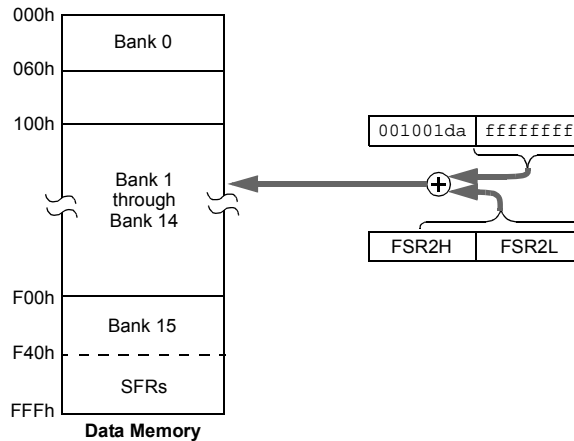 000h
Bank 0
060h
100h
001001da ffffffff
Bank 1
through
Bank 14
FSR2H FSR2L
F00h
Bank 15
F40h
SFRs
FFFh
Data Memory